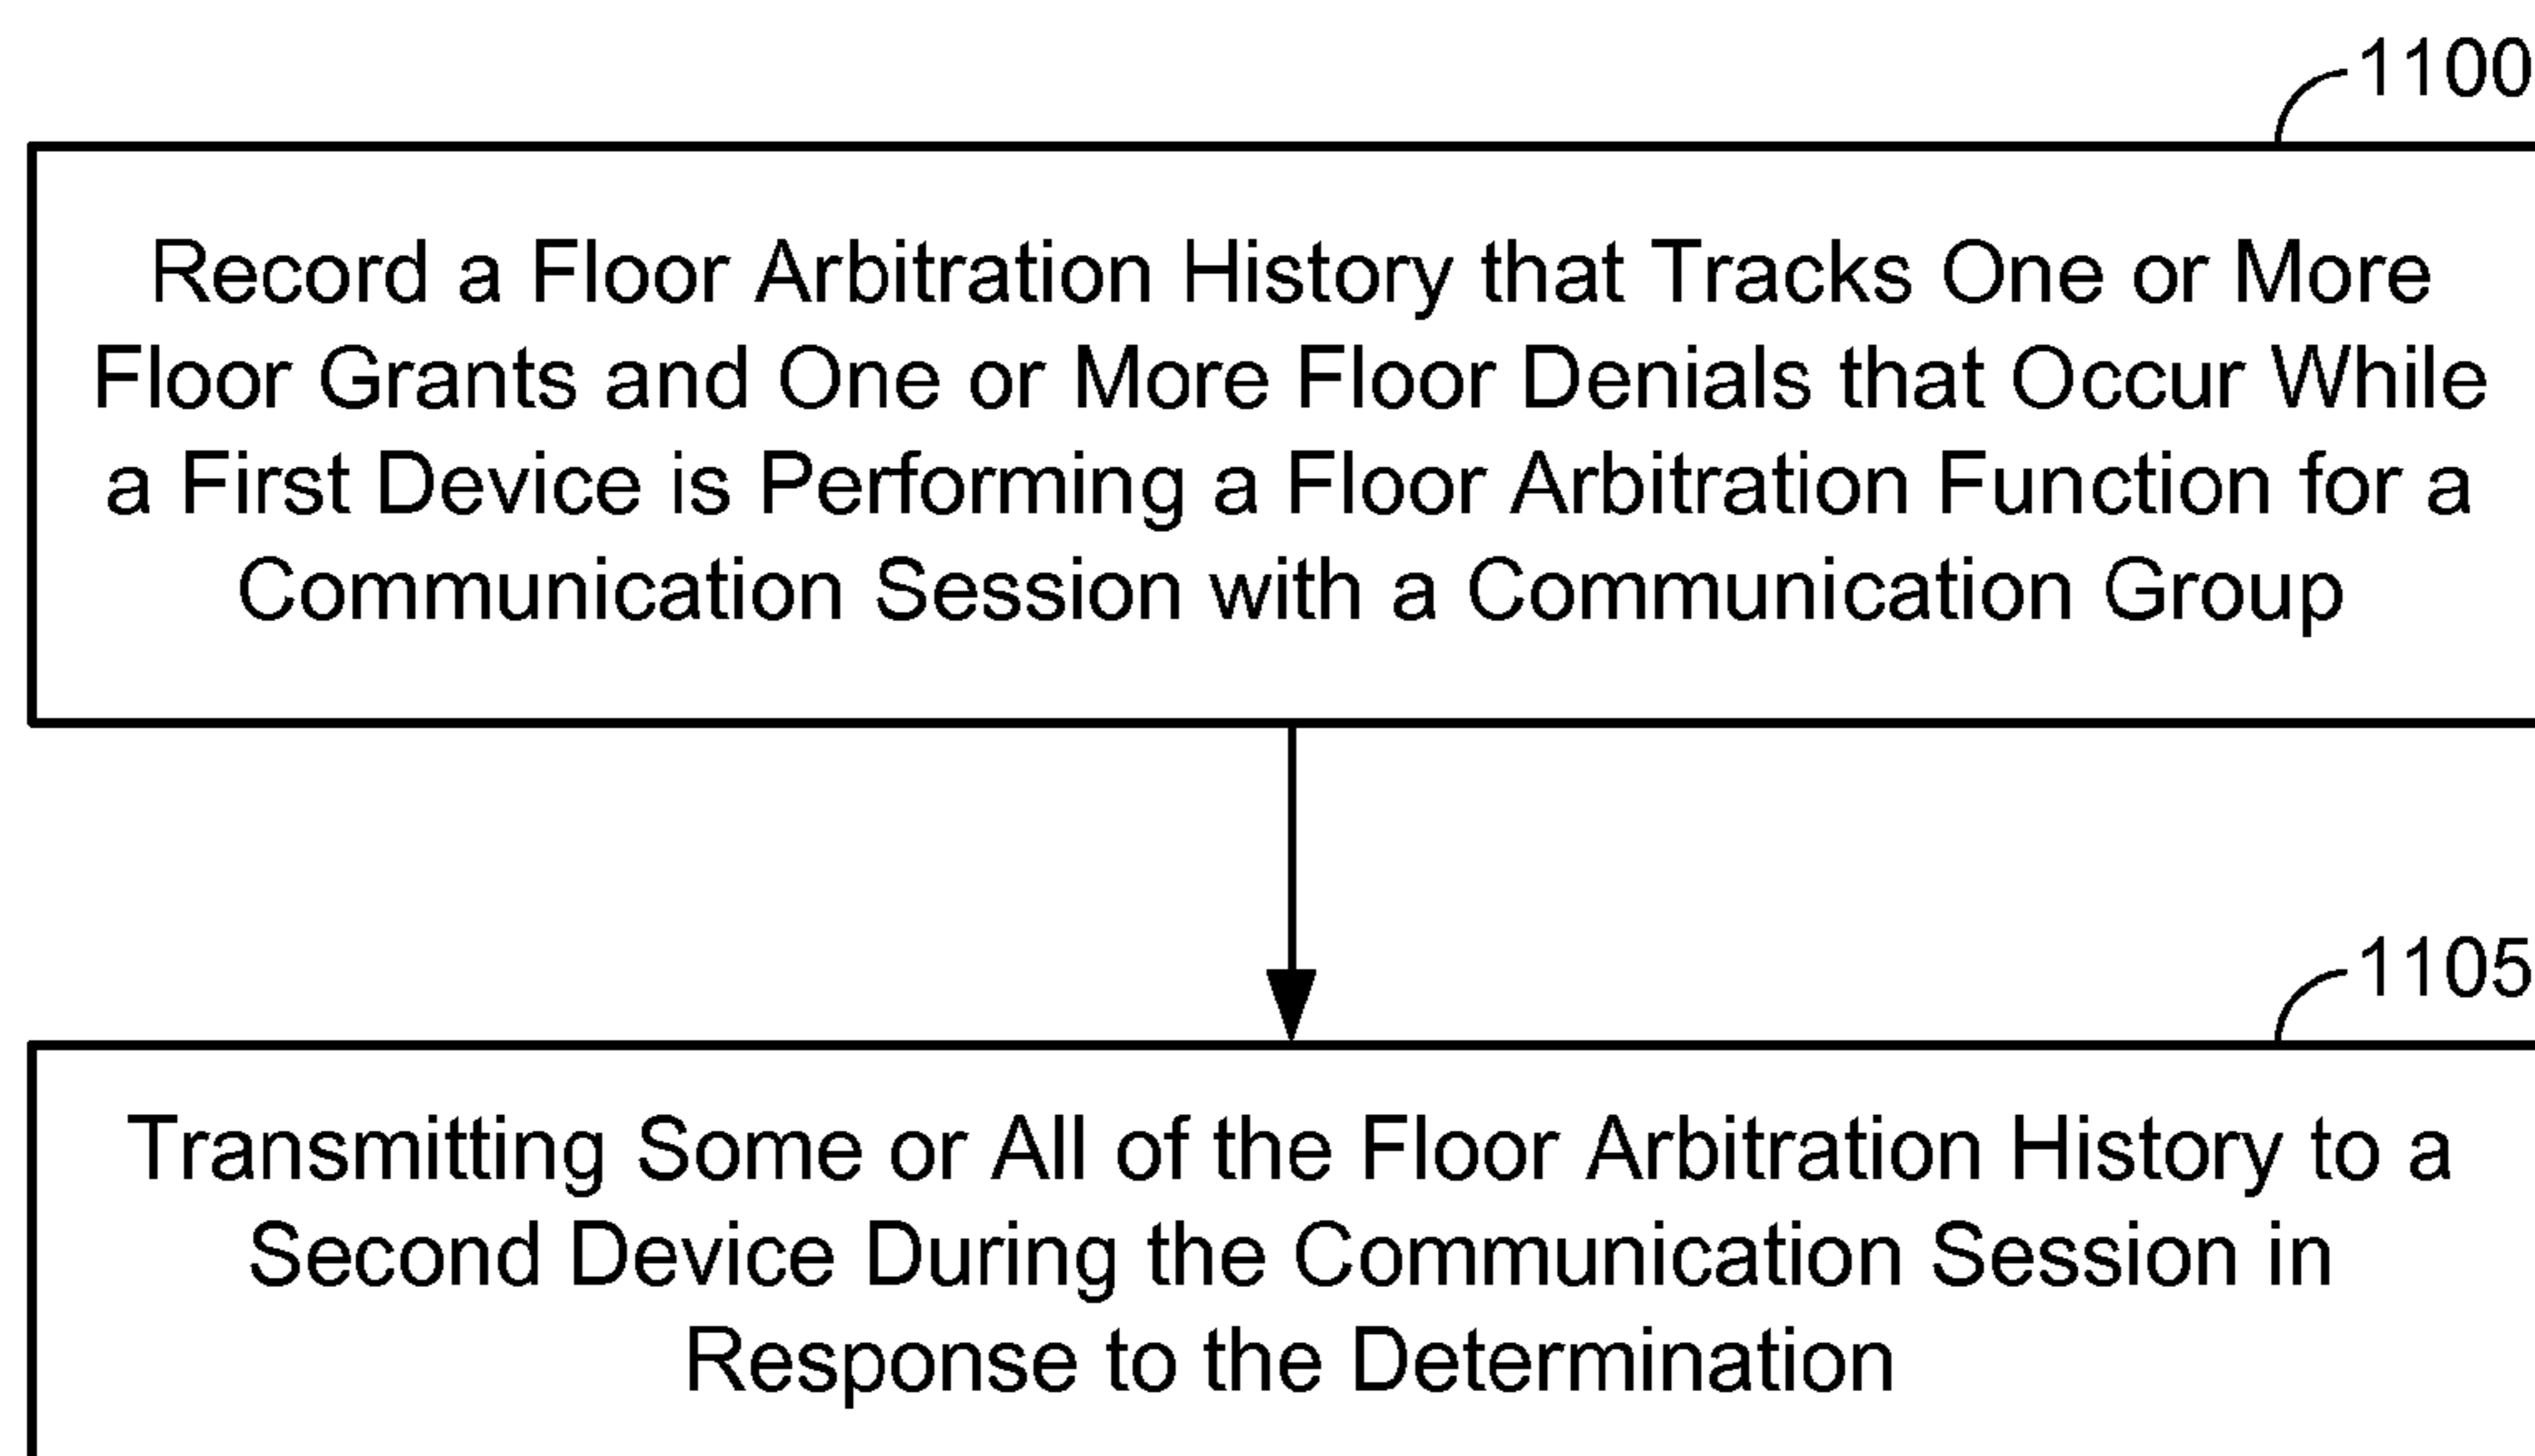 1100
Record a Floor Arbitration History that Tracks One or More
Floor Grants and One or More Floor Denials that Occur While
a First Device is Performing a Floor Arbitration Function for a
Communication Session with a Communication Group
1105
Transmitting Some or All of the Floor Arbitration History to a
Second Device During the Communication Session in
Response to the Determination